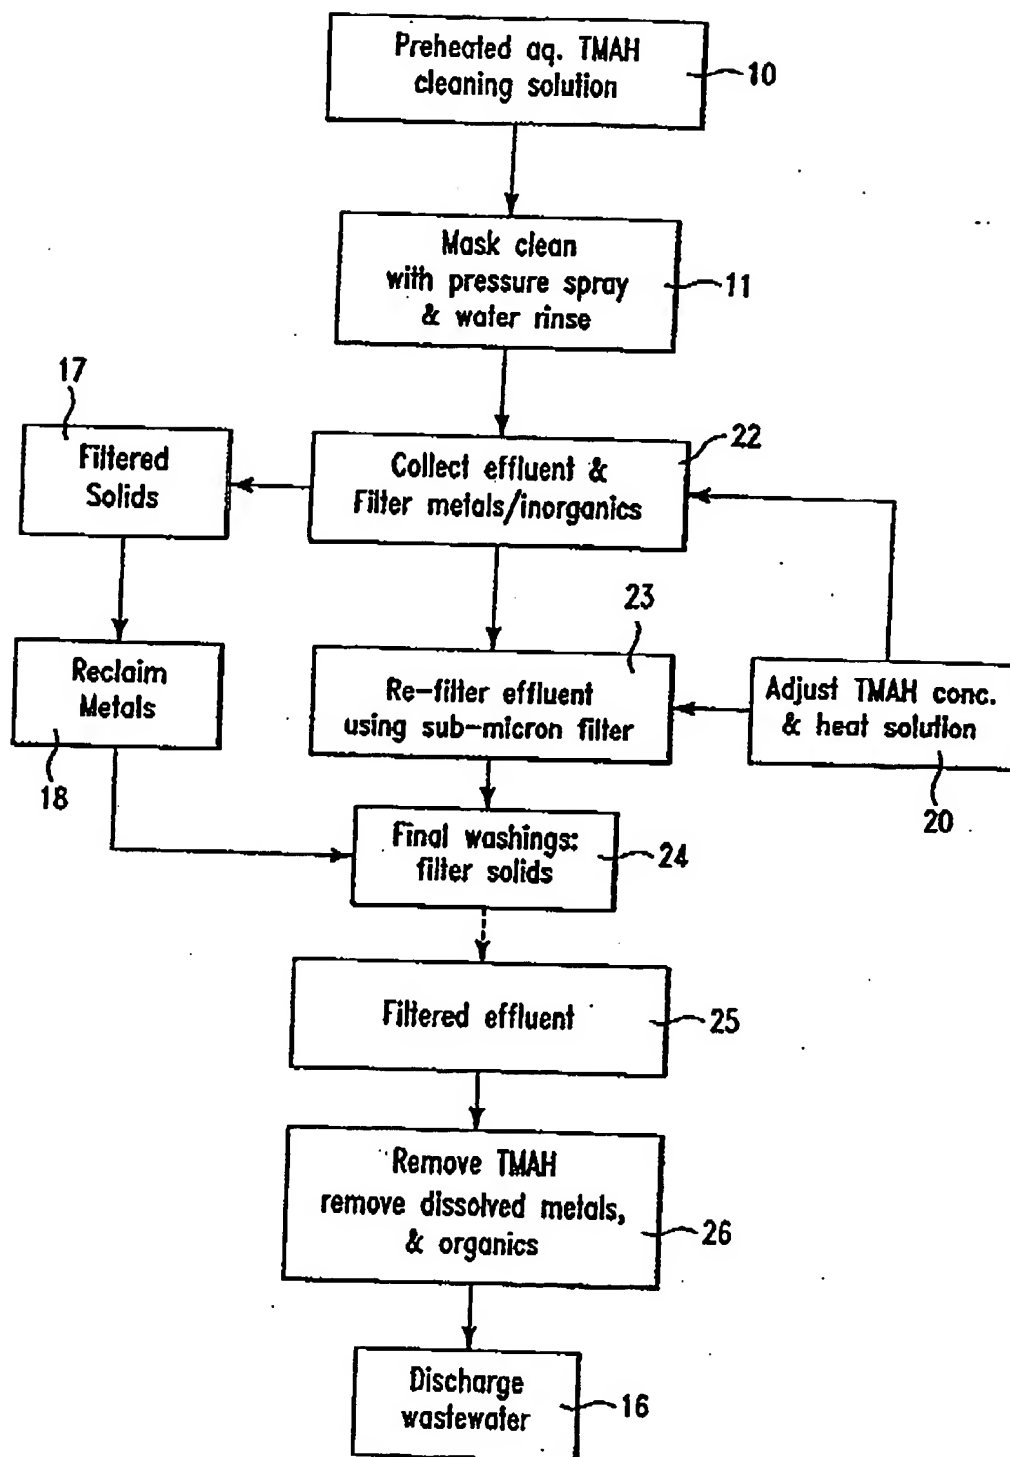 Preheated aq. TMAH
cleaning solution
10
Mask clean
with pressure spray
& water rinse
11
17
Filtered
Solids
Collect effluent &
Filter metals/inorganics
22
23
Reclaim
Metals
18
Re-filter effluent
using sub-micron filter
Adjust TMAH conc.
& heat solution
20
Final washings:
filter solids
24
Filtered effluent
25
Remove TMAH
remove dissolved metals,
& organics
26
Discharge
wastewater
16